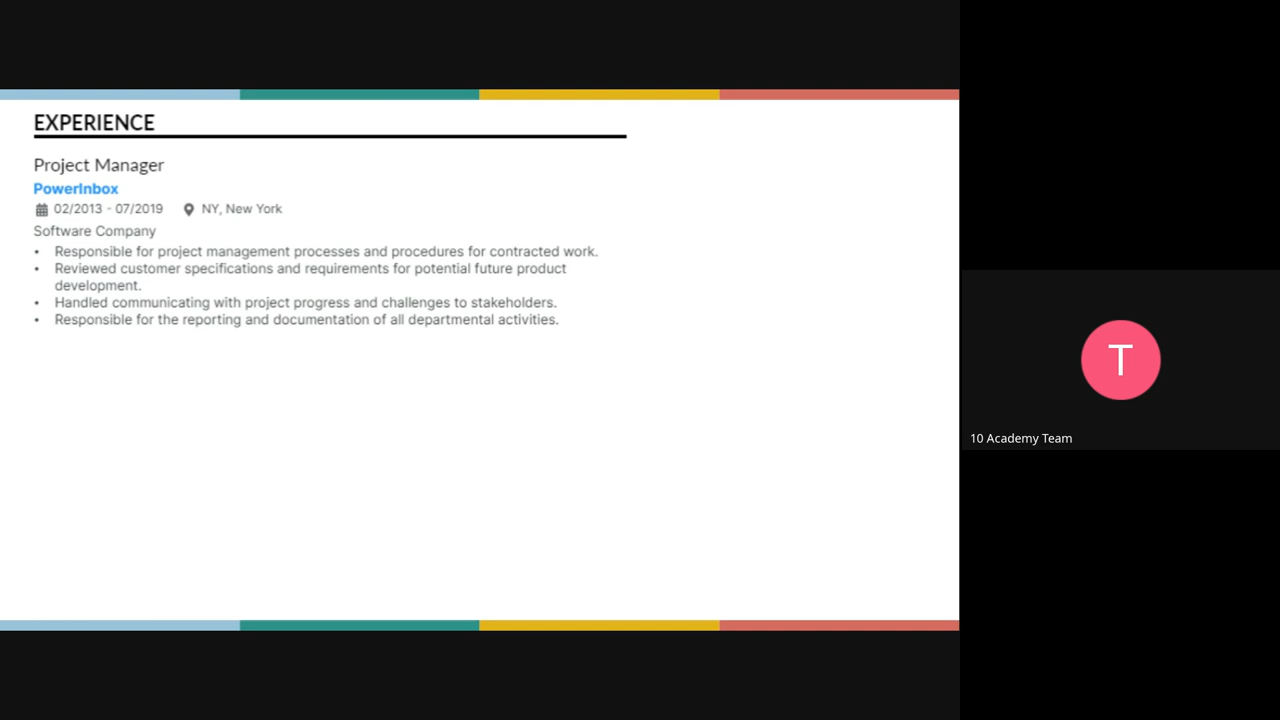 EXPERIENCE
Project Manager
PowerInbox
02/2013 - 07/2019 NY, New York
Software Company
• Responsible for project management processes and procedures for contracted work.
• Reviewed customer specifications and requirements for potential future product
development.
• Handled communicating with project progress and challenges to stakeholders.
• Responsible for the reporting and documentation of all departmental activities.
T
10 Academy Team